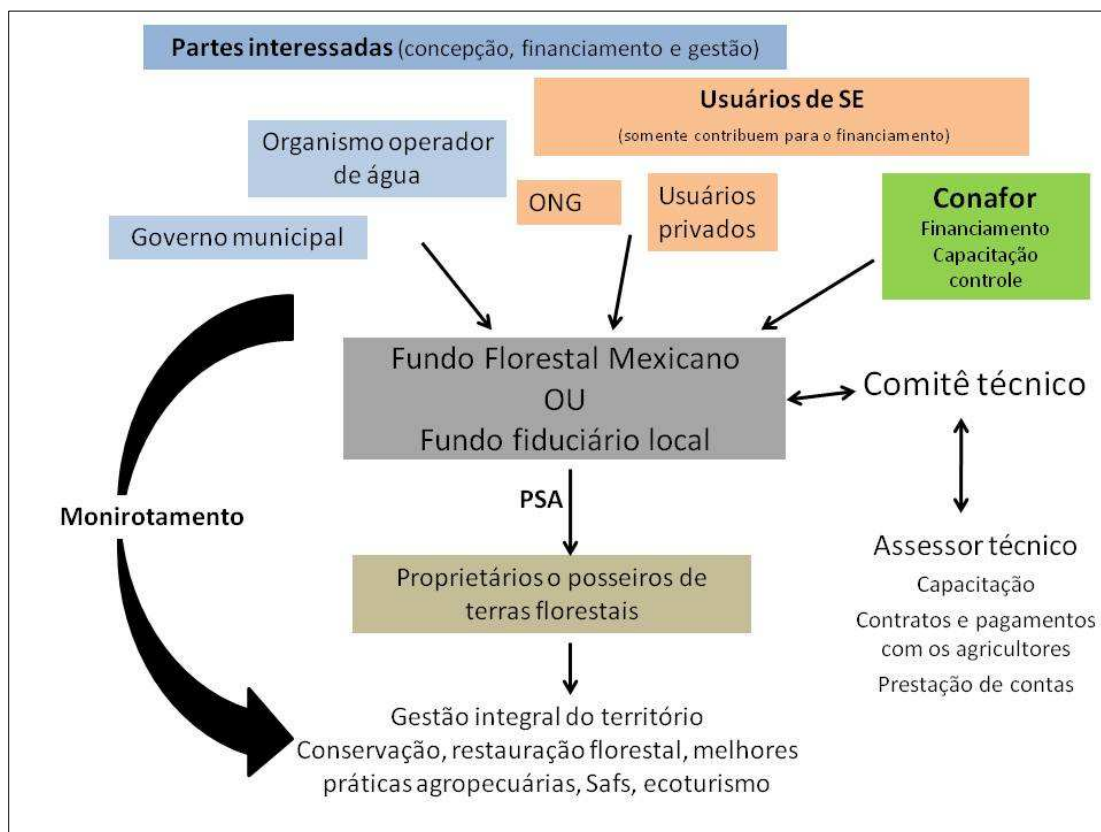 Partes interessadas (concepção, financiamento e gestão)
Usuários de SE
(somente contribuem para o financiamento)
Organismo operador
de água
ONG
Usuários
privados
Conafor
Financiamento
Capacitação
controle
Governo municipal
Fundo Florestal Mexicano
OU
Fundo fiduciário local
Comitê técnico
PSA
Monirotamento
Proprietários o posseiros de
terras florestais
Assessor técnico
Capacitação
Contratos e pagamentos
com os agricultores
Prestação de contas
Gestão integral do território
Conservação, restauração florestal, melhores
práticas agropecuárias, Safs, ecoturismo